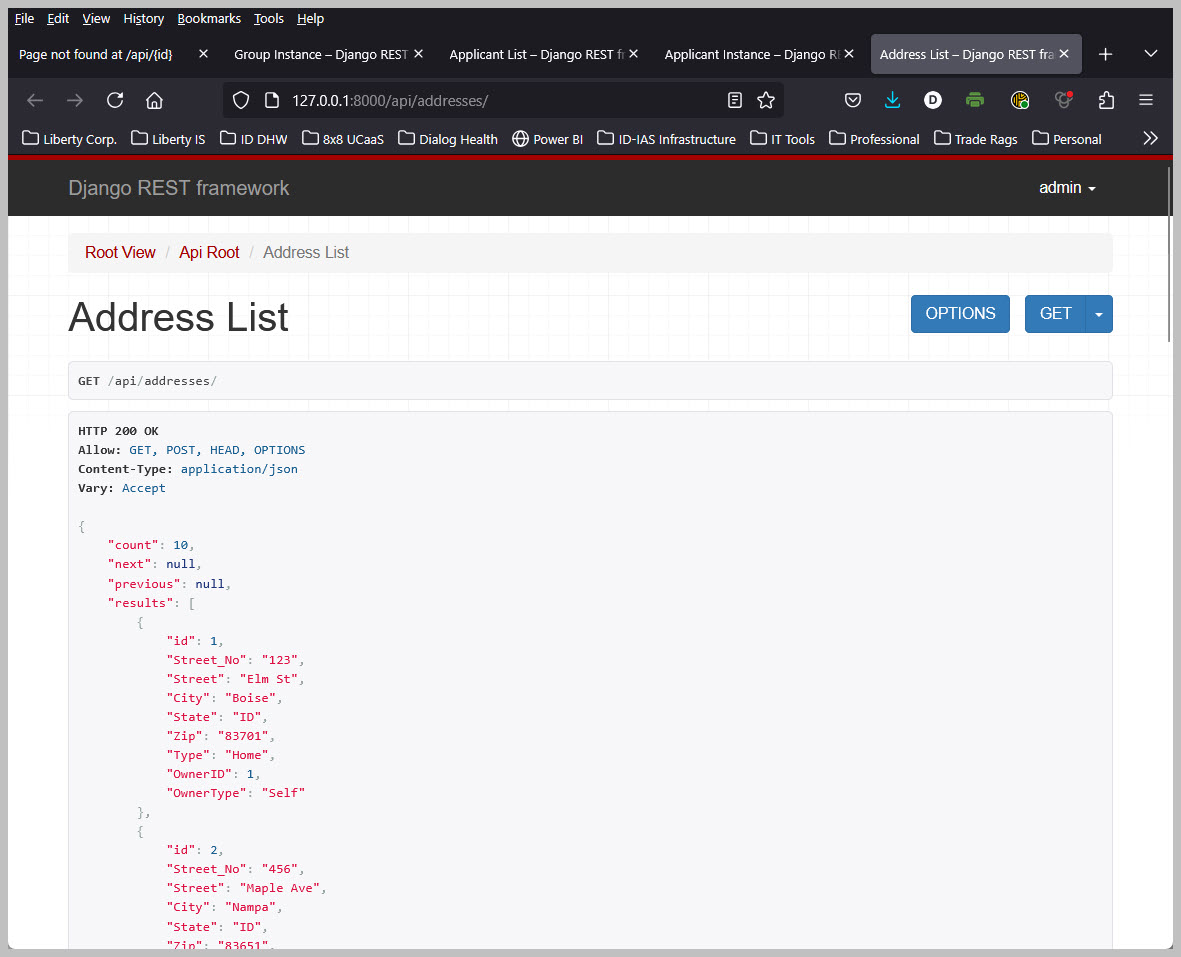 File Edit View History Bookmarks Tools Help
Page not found at /api/{id} Group Instance – Django REST Applicant List – Django REST fr Applicant Instance – Django RE Address List – Django REST fra
127.0.0.1:8000/api/addresses/
D
Liberty Corp. Liberty IS ID DHW 8x8 UCaaS Dialog Health Power BI ID-IAS Infrastructure IT Tools Professional Trade Rags Personal
Django REST framework admin
Root View / Api Root / Address List
Address List OPTIONS GET
GET /api/addresses/
HTTP 200 OK
Allow: GET, POST, HEAD, OPTIONS
Content-Type: application/json
Vary: Accept
{
"count": 10,
"next": null,
"previous": null,
"results": [
{
"id": 1,
"Street_No": "123",
"Street": "Elm St",
"City": "Boise",
"State": "ID",
"Zip": "83701",
"Type": "Home",
"OwnerID": 1,
"OwnerType": "Self"
},
{
"id": 2,
"Street_No": "456",
"Street": "Maple Ave",
"City": "Nampa",
"State": "ID",
"Zip": "83651",